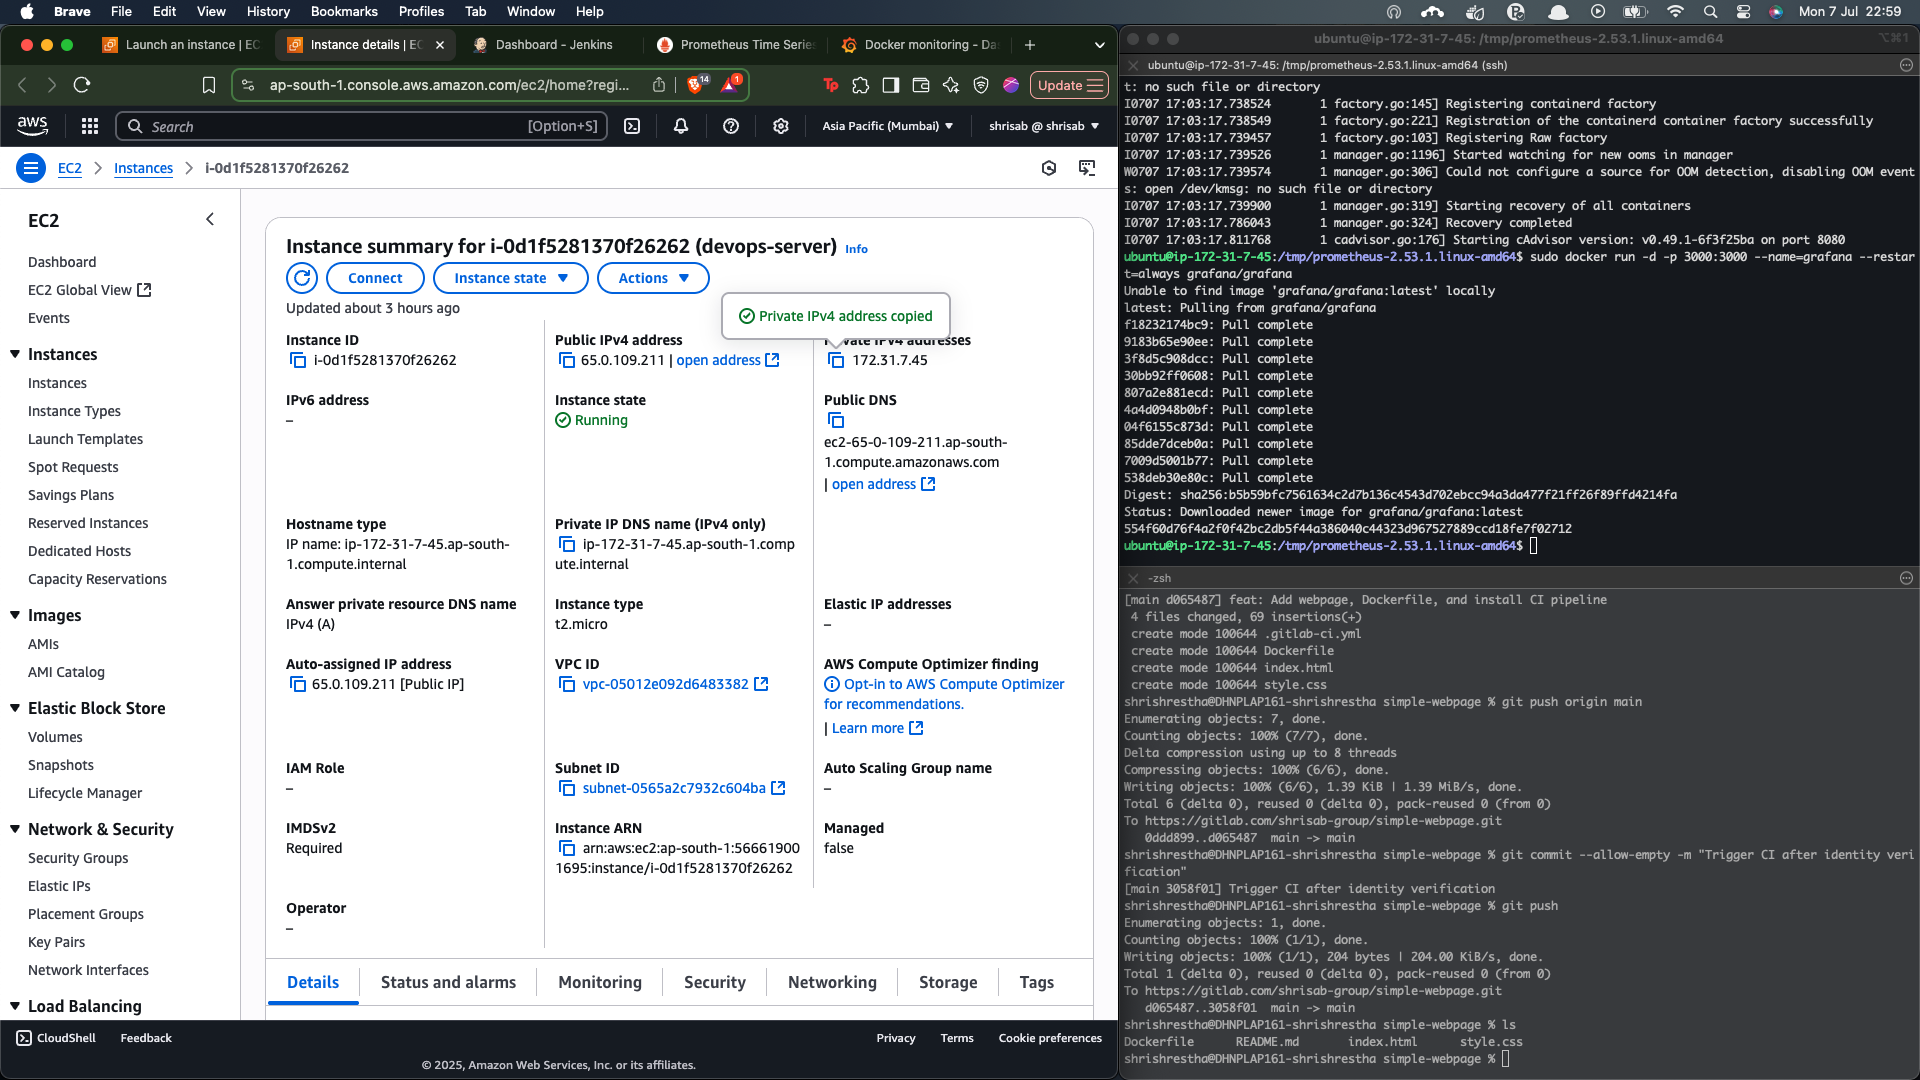 Brave File Edit View History Bookmarks Profiles Tab Window Help
Mon 7 Jul 22:59
Launch an instance | EC
Instance details | EC
Dashboard - Jenkins
Prometheus Time Serie
Docker monitoring - Da
ap-south-1.console.aws.amazon.com/ec2/home?regi...
14
1
Tp
Update
aws
Search [Option+S]
Asia Pacific (Mumbai)
shrisab @ shrisab
EC2 > Instances > i-0d1f5281370f26262
EC2
Dashboard
EC2 Global View
Events
Instances
Instances
Instance Types
Launch Templates
Spot Requests
Savings Plans
Reserved Instances
Dedicated Hosts
Capacity Reservations
Images
AMIs
AMI Catalog
Elastic Block Store
Volumes
Snapshots
Lifecycle Manager
Network & Security
Security Groups
Elastic IPs
Placement Groups
Key Pairs
Network Interfaces
Load Balancing
Instance summary for i-0d1f5281370f26262 (devops-server) Info
Connect
Instance state
Actions
Updated about 3 hours ago
Private IPv4 address copied
Instance ID
i-0d1f5281370f26262
Public IPv4 address
65.0.109.211 | open address
Private IPv4 addresses
172.31.7.45
IPv6 address
–
Instance state
Running
Public DNS
ec2-65-0-109-211.ap-south-
1.compute.amazonaws.com
| open address
Hostname type
IP name: ip-172-31-7-45.ap-south-
1.compute.internal
Private IP DNS name (IPv4 only)
ip-172-31-7-45.ap-south-1.comp
ute.internal
Answer private resource DNS name
IPv4 (A)
Instance type
t2.micro
Elastic IP addresses
–
Auto-assigned IP address
65.0.109.211 [Public IP]
VPC ID
vpc-05012e092d6483382
AWS Compute Optimizer finding
Opt-in to AWS Compute Optimizer
for recommendations.
| Learn more
IAM Role
–
Subnet ID
subnet-0565a2c7932c604ba
Auto Scaling Group name
–
IMDSv2
Required
Instance ARN
arn:aws:ec2:ap-south-1:56661900
1695:instance/i-0d1f5281370f26262
Managed
false
Operator
–
Details
Status and alarms
Monitoring
Security
Networking
Storage
Tags
CloudShell
Feedback
Privacy
Terms
Cookie preferences
© 2025, Amazon Web Services, Inc. or its affiliates.
ubuntu@ip-172-31-7-45: /tmp/prometheus-2.53.1.linux-amd64
⌥⌘1
ubuntu@ip-172-31-7-45: /tmp/prometheus-2.53.1.linux-amd64 (ssh)
t: no such file or directory
I0707 17:03:17.738524 1 factory.go:145] Registering containerd factory
I0707 17:03:17.738549 1 factory.go:221] Registration of the containerd container factory successfully
I0707 17:03:17.739457 1 factory.go:103] Registering Raw factory
I0707 17:03:17.739526 1 manager.go:1196] Started watching for new ooms in manager
W0707 17:03:17.739574 1 manager.go:306] Could not configure a source for OOM detection, disabling OOM event
s: open /dev/kmsg: no such file or directory
I0707 17:03:17.739900 1 manager.go:319] Starting recovery of all containers
I0707 17:03:17.786043 1 manager.go:324] Recovery completed
I0707 17:03:17.811768 1 cadvisor.go:176] Starting cAdvisor version: v0.49.1-6f3f25ba on port 8080
ubuntu@ip-172-31-7-45:/tmp/prometheus-2.53.1.linux-amd64$ sudo docker run -d -p 3000:3000 --name=grafana --restar
t=always grafana/grafana
Unable to find image 'grafana/grafana:latest' locally
latest: Pulling from grafana/grafana
f18232174bc9: Pull complete
9183b65e90ee: Pull complete
3f8d5c908dcc: Pull complete
30bb92ff0608: Pull complete
807a2e881ecd: Pull complete
4a4d0948b0bf: Pull complete
04f6155c873d: Pull complete
85dde7dceb0a: Pull complete
7009d5001b77: Pull complete
538deb30e80c: Pull complete
Digest: sha256:b5b59bfc7561634c2d7b136c4543d702ebcc94a3da477f21ff26f89ffd4214fa
Status: Downloaded newer image for grafana/grafana:latest
554f60d76f4a2f0f42bc2db5f44a386040c44323d967527889ccd18fe7f02712
ubuntu@ip-172-31-7-45:/tmp/prometheus-2.53.1.linux-amd64$
-zsh
[main d065487] feat: Add webpage, Dockerfile, and install CI pipeline
4 files changed, 69 insertions(+)
create mode 100644 .gitlab-ci.yml
create mode 100644 Dockerfile
create mode 100644 index.html
create mode 100644 style.css
shrishrestha@DHNPLAP161-shrishrestha simple-webpage % git push origin main
Enumerating objects: 7, done.
Counting objects: 100% (7/7), done.
Delta compression using up to 8 threads
Compressing objects: 100% (6/6), done.
Writing objects: 100% (6/6), 1.39 KiB | 1.39 MiB/s, done.
Total 6 (delta 0), reused 0 (delta 0), pack-reused 0 (from 0)
To https://gitlab.com/shrisab-group/simple-webpage.git
0ddd899..d065487 main -> main
shrishrestha@DHNPLAP161-shrishrestha simple-webpage % git commit --allow-empty -m "Trigger CI after identity veri
fication"
[main 3058f01] Trigger CI after identity verification
shrishrestha@DHNPLAP161-shrishrestha simple-webpage % git push
Enumerating objects: 1, done.
Counting objects: 100% (1/1), done.
Writing objects: 100% (1/1), 204 bytes | 204.00 KiB/s, done.
Total 1 (delta 0), reused 0 (delta 0), pack-reused 0 (from 0)
To https://gitlab.com/shrisab-group/simple-webpage.git
d065487..3058f01 main -> main
shrishrestha@DHNPLAP161-shrishrestha simple-webpage % ls
Dockerfile README.md index.html style.css
shrishrestha@DHNPLAP161-shrishrestha simple-webpage %